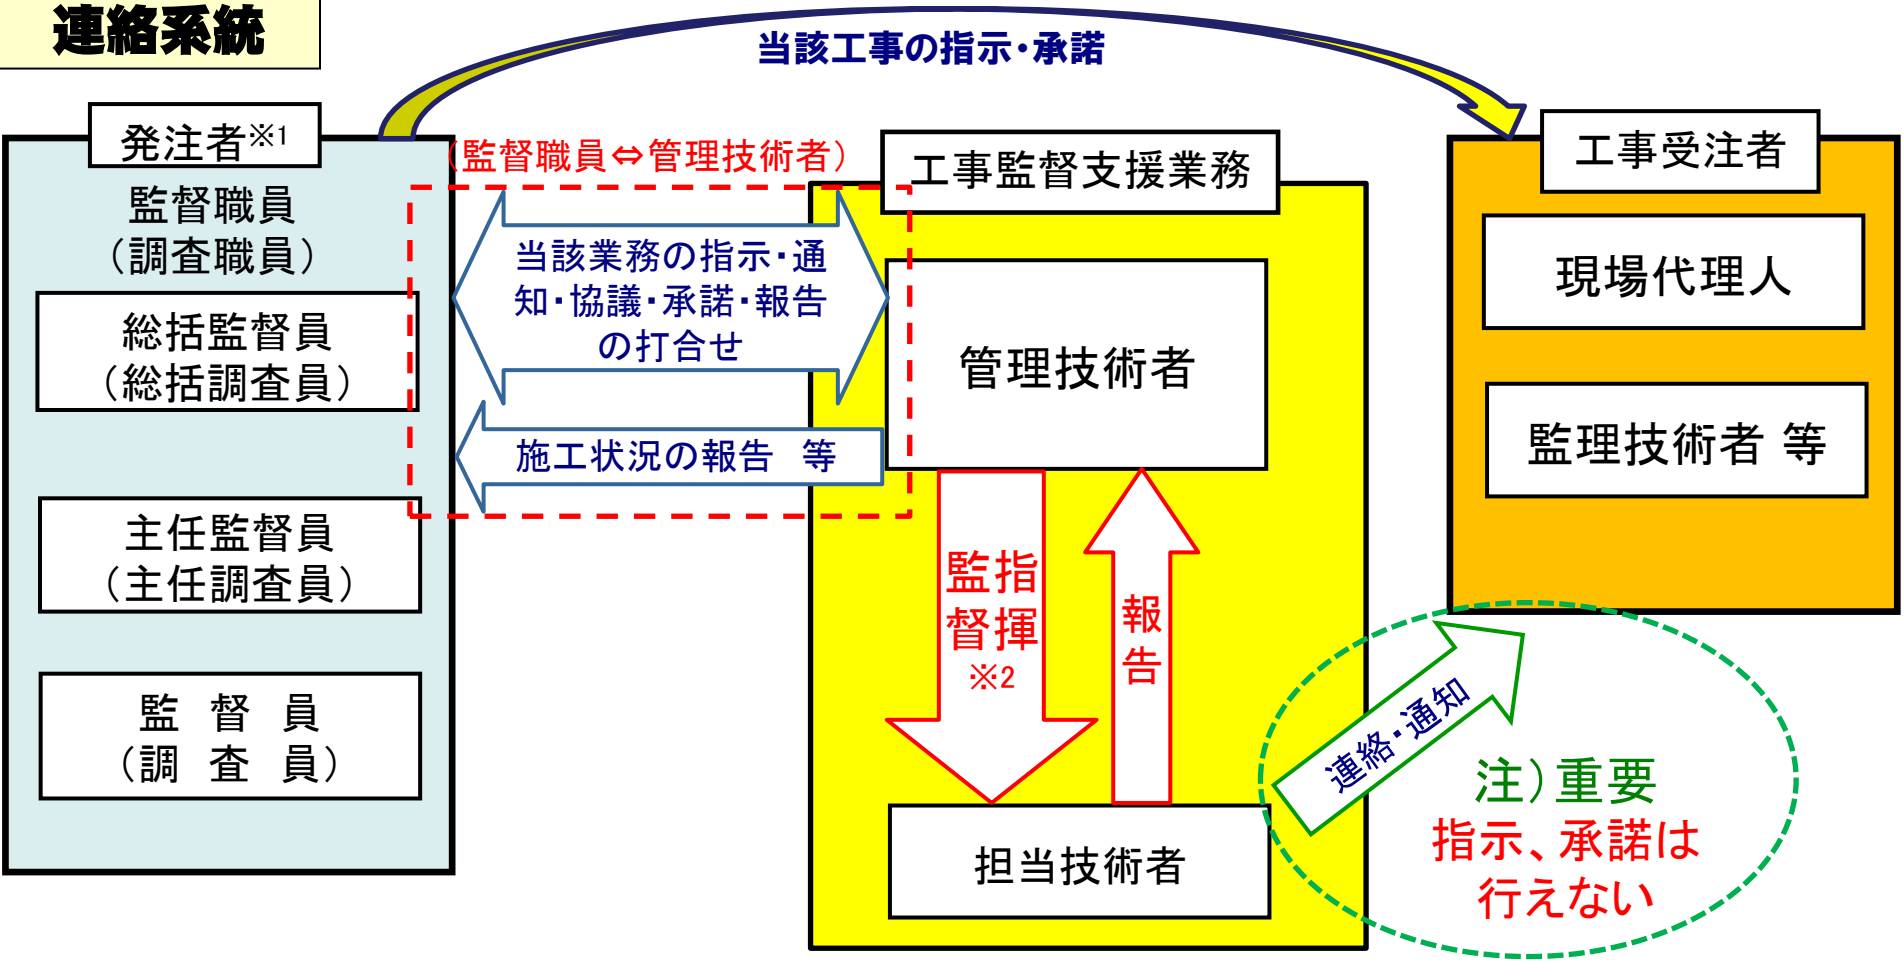 連絡系統
当該工事の指示・承諾
発注者※1
監督職員
（調査職員）
総括監督員
（総括調査員）
主任監督員
（主任調査員）
監　督　員
（調　査　員）
（監督職員⇔管理技術者）
当該業務の指示・通
知・協議・承諾・報告
の打合せ
施工状況の報告　等
工事監督支援業務
管理技術者
監指
督揮
※2
報
告
担当技術者
工事受注者
現場代理人
監理技術者 等
連絡・通知
注）重要
指示、承諾は
行えない